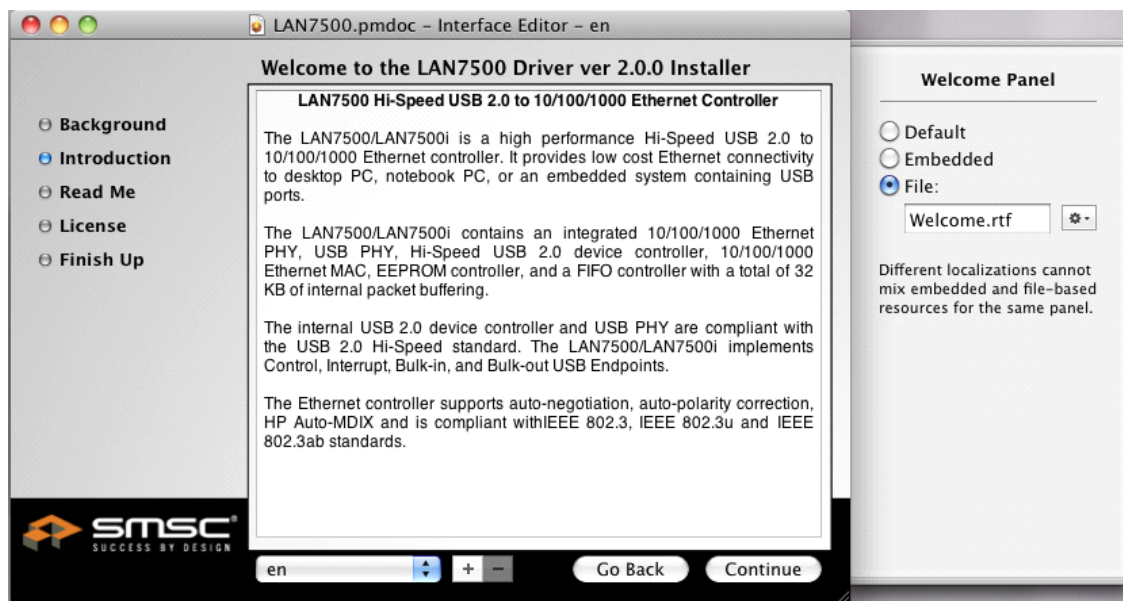 LAN7500.pmdoc – Interface Editor – en
Welcome to the LAN7500 Driver ver 2.0.0 Installer
Background
Introduction
Read Me
License
Finish Up
LAN7500 Hi-Speed USB 2.0 to 10/100/1000 Ethernet Controller
The LAN7500/LAN7500i is a high performance Hi-Speed USB 2.0 to
10/100/1000 Ethernet controller. It provides low cost Ethernet connectivity
to desktop PC, notebook PC, or an embedded system containing USB
ports.
The LAN7500/LAN7500i contains an integrated 10/100/1000 Ethernet
PHY, USB PHY, Hi-Speed USB 2.0 device controller, 10/100/1000
Ethernet MAC, EEPROM controller, and a FIFO controller with a total of 32
KB of internal packet buffering.
The internal USB 2.0 device controller and USB PHY are compliant with
the USB 2.0 Hi-Speed standard. The LAN7500/LAN7500i implements
Control, Interrupt, Bulk-in, and Bulk-out USB Endpoints.
The Ethernet controller supports auto-negotiation, auto-polarity correction,
HP Auto-MDIX and is compliant withIEEE 802.3, IEEE 802.3u and IEEE
802.3ab standards.
smsc®
SUCCESS BY DESIGN
en
+ −
Go Back
Continue
Welcome Panel
Default
Embedded
File:
Welcome.rtf
Different localizations cannot
mix embedded and file-based
resources for the same panel.